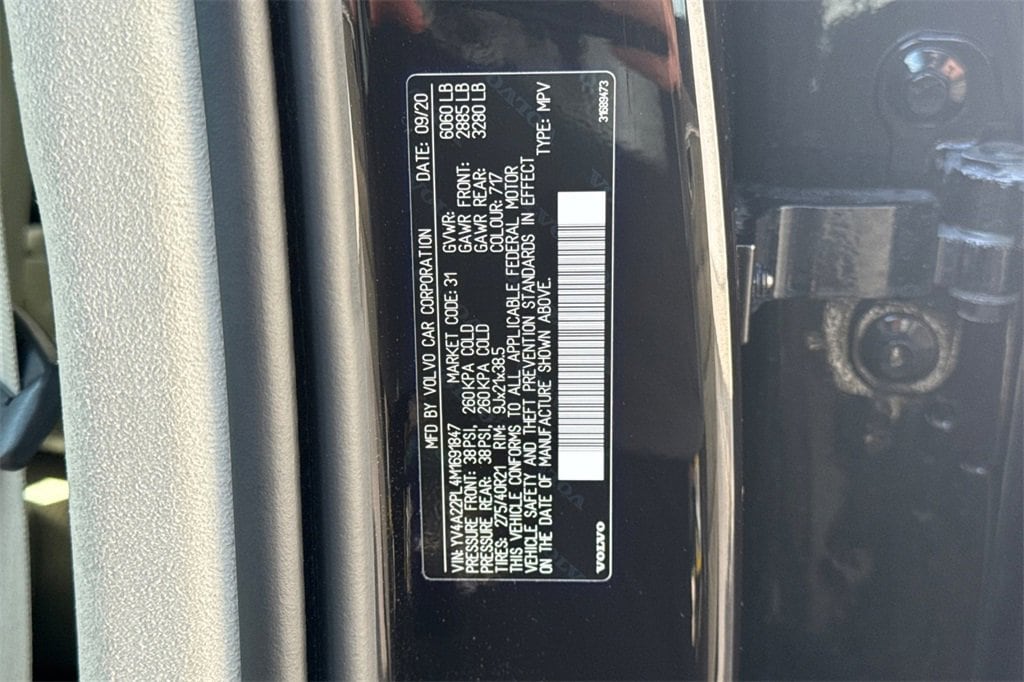 MFD BY VOLVO CAR CORPORATION DATE: 09/20
VIN: YV4A22PL4M1691847 MARKET CODE: 31 GVWR: 6060 LB
PRESSURE FRONT: 38PSI, 260KPA COLD GAWR FRONT: 2885 LB
PRESSURE REAR: 38PSI, 260KPA COLD GAWR REAR: 3280 LB
TIRES: 275/40R21 RIM: 9Jx21x38.5 COLOUR: 717
THIS VEHICLE CONFORMS TO ALL APPLICABLE FEDERAL MOTOR
VEHICLE SAFETY AND THEFT PREVENTION STANDARDS IN EFFECT
ON THE DATE OF MANUFACTURE SHOWN ABOVE. TYPE: MPV
VOLVO 31689473